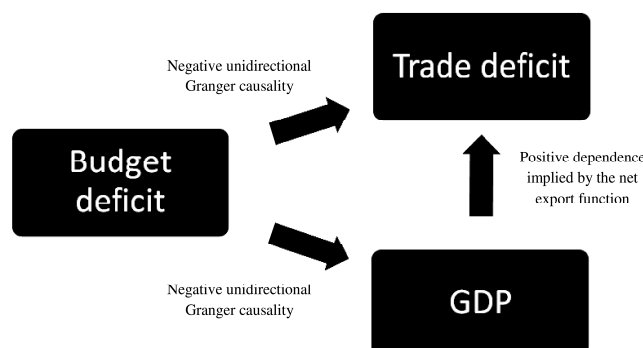 Negative unidirectional
Granger causality
Trade deficit
Budget
deficit
Positive dependence
implied by the net
export function
Negative unidirectional
Granger causality
GDP